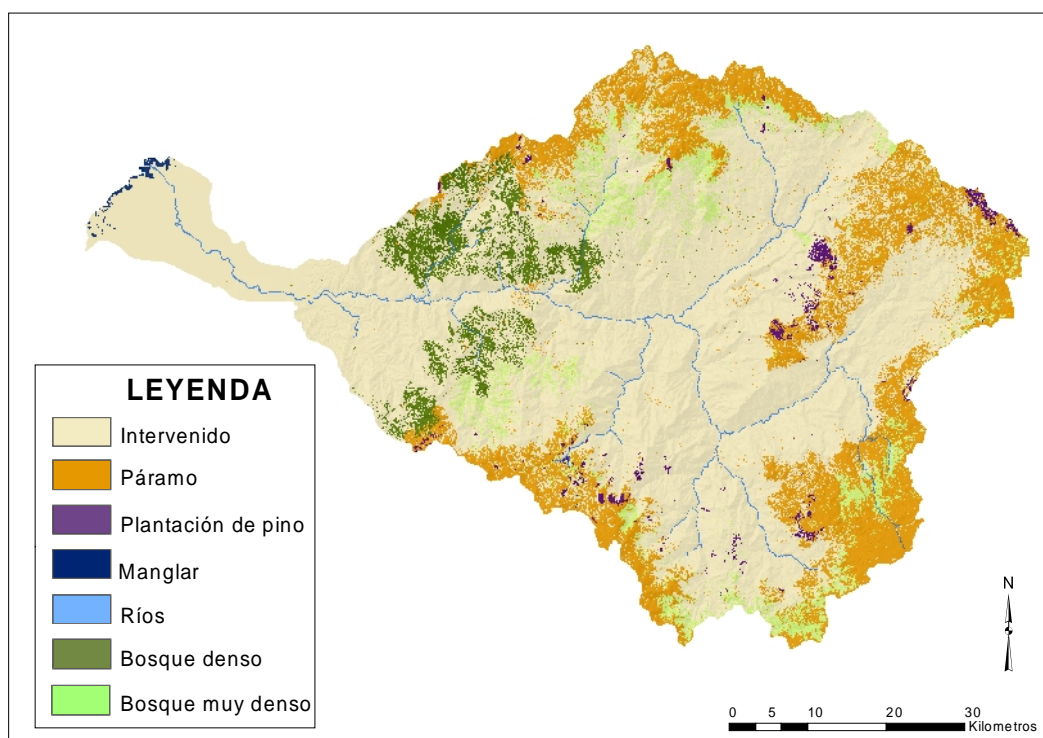 LEYENDA
Intervenido
Páramo
Plantación de pino
Manglar
Ríos
Bosque denso
Bosque muy denso
N
0 5 10 20 30
Kilometros